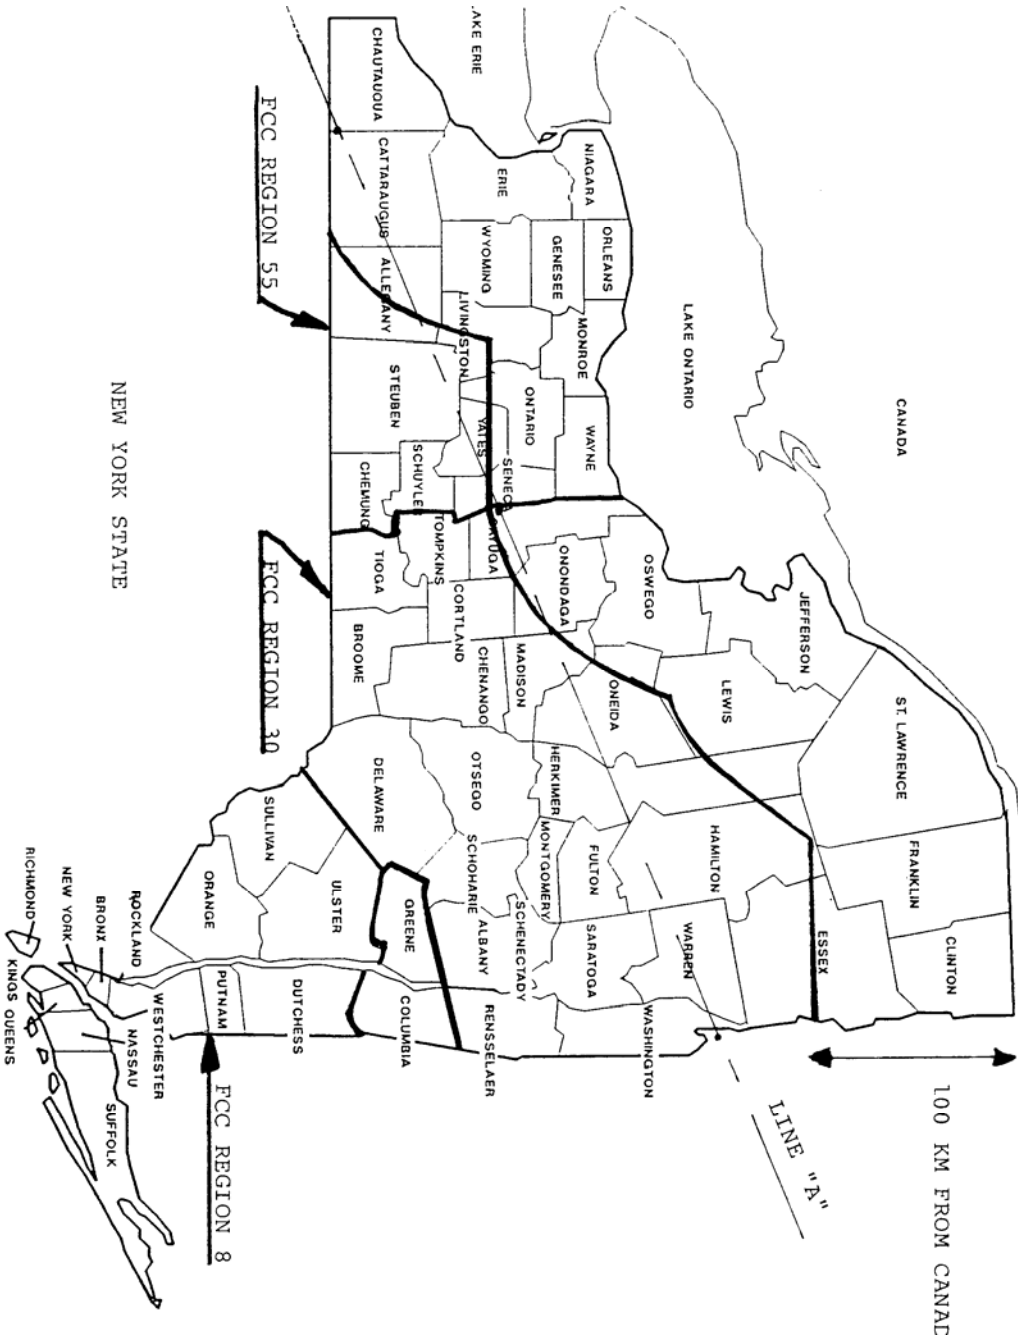 CANADA
100 KM FROM CANAD
LAKE ONTARIO
LAKE ERIE
ST. LAWRENCE
FRANKLIN
CLINTON
JEFFERSON
LEWIS
ESSEX
HAMILTON
WARREN
LINE "A"
WASHINGTON
NIAGARA
ORLEANS
MONROE
WAYNE
OSWEGO
ONEIDA
HERKIMER
FULTON
SARATOGA
ERIE
GENESEE
WYOMING
LIVINGSTON
ONTARIO
YATES
SENECA
CAYUGA
ONONDAGA
MADISON
MONTGOMERY
SCHENECTADY
CHAUTAUQUA
CATTARAUGUS
ALLEGANY
STEUBEN
SCHUYLER
CHEMUNG
TOMPKINS
TIOGA
CORTLAND
CHENANGO
BROOME
OTSEGO
SCHOHARIE
ALBANY
RENSSELAER
DELAWARE
GREENE
COLUMBIA
SULLIVAN
ULSTER
DUTCHESS
ORANGE
PUTNAM
FCC REGION 55
FCC REGION 30
FCC REGION 8
NEW YORK STATE
ROCKLAND
WESTCHESTER
BRONX
NEW YORK
RICHMOND
KINGS QUEENS
NASSAU
SUFFOLK